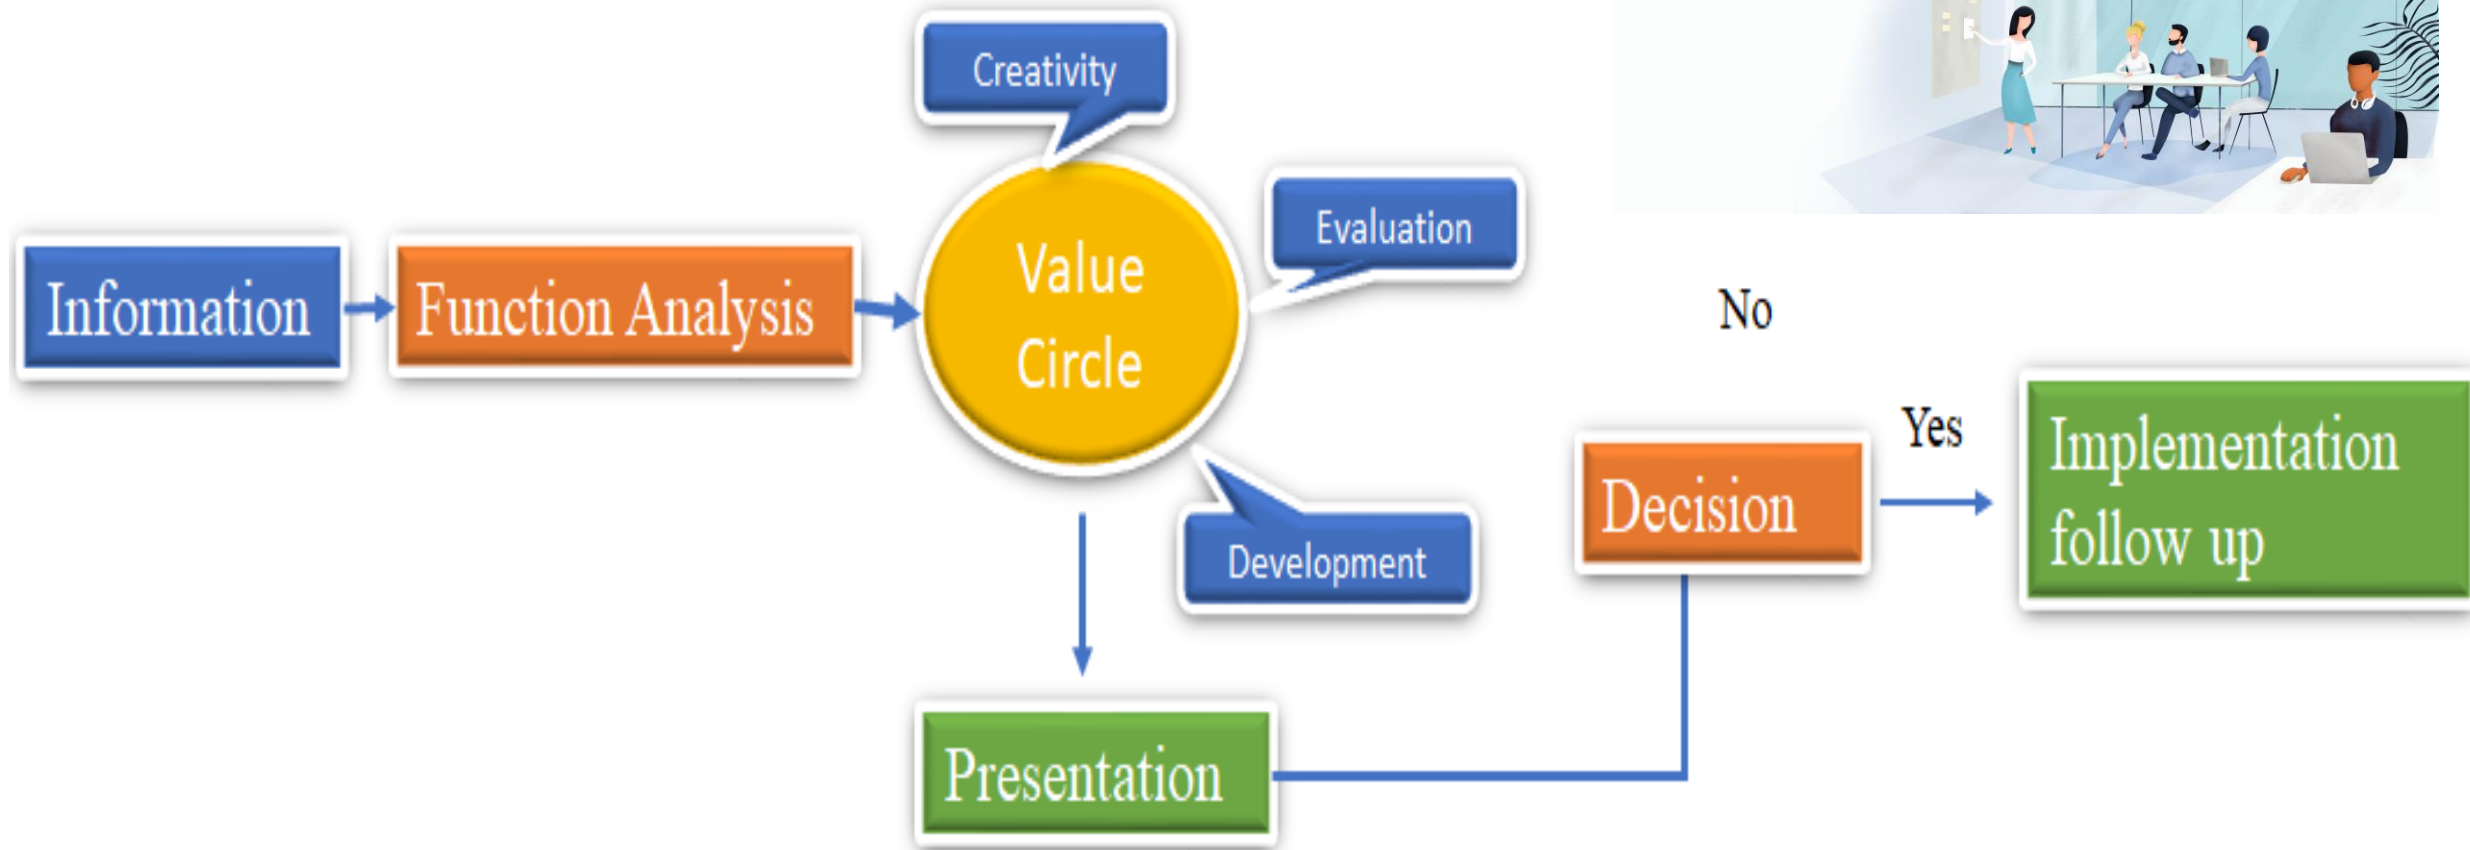 Creativity
Evaluation
Information
Function Analysis
Value
Circle
No
Yes
Decision
Implementation
follow up
Development
Presentation